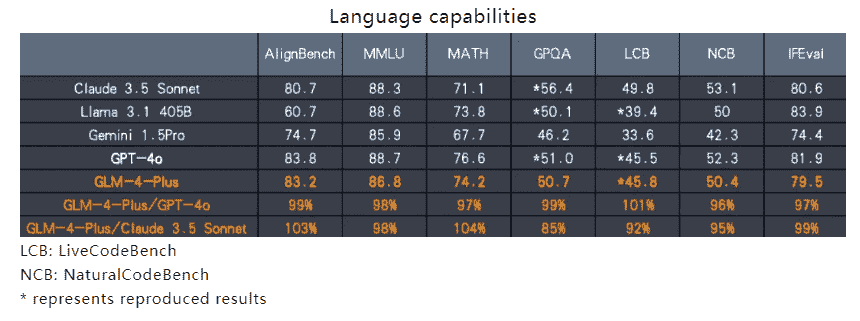 Language capabilities
AlignBench MMLU MATH GPQA LCB NCB IFEval
Claude 3.5 Sonnet 80.7 88.3 71.1 *56.4 49.8 53.1 80.6
Llama 3.1 405B 60.7 88.6 73.8 *50.1 *39.4 50 83.9
Gemini 1.5Pro 74.7 85.9 67.7 46.2 33.6 42.3 74.4
GPT-4o 83.8 88.7 76.6 *51.0 *45.5 52.3 81.9
GLM-4-Plus 83.2 86.8 74.2 50.7 *45.8 50.4 79.5
GLM-4-Plus/GPT-4o 99% 98% 97% 99% 101% 96% 97%
GLM-4-Plus/Claude 3.5 Sonnet 103% 98% 104% 85% 92% 95% 99%
LCB: LiveCodeBench
NCB: NaturalCodeBench
* represents reproduced results